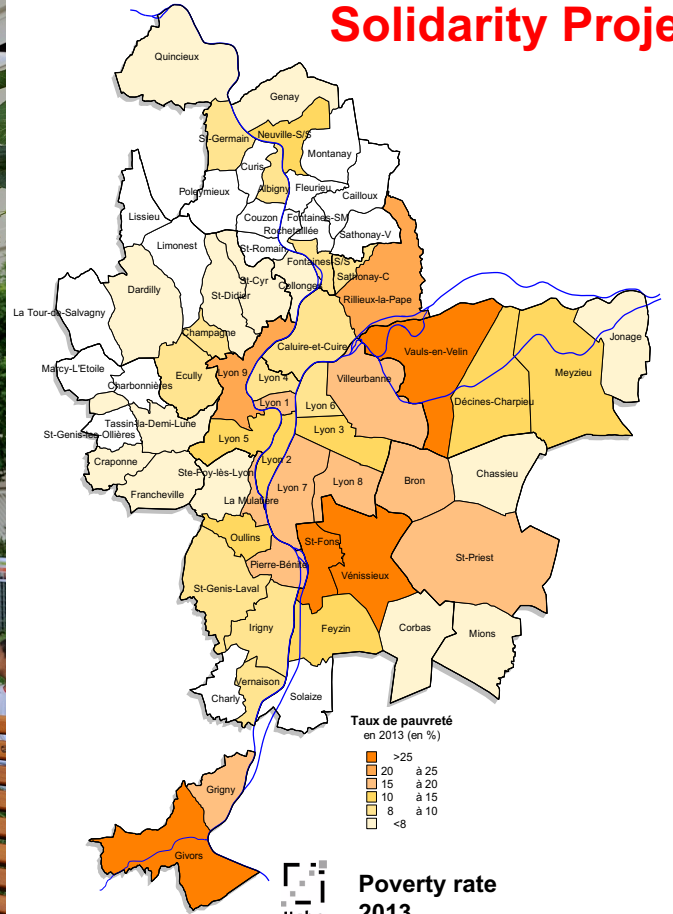 Solidarity Proje
Quincieux
Genay
St-Germain
Neuville-S/S
Montanay
Curis
Albigny
Fleurieu
Poleymieux
Cailloux
Lissieu
Couzon
Fontaines-SM
Rochetaillée
Sathonay-V
Limonest
St-Romain
Fontaines-S/S
Dardilly
St-Didier
St-Cyr
Collonges
Sathonay-C
Rillieux-la-Pape
La Tour-de-Salvagny
Champagne
Caluire-et-Cuire
Vauls-en-Velin
Jonage
Marcy-L'Etoile
Charbonnières
Ecully
Lyon 9
Lyon 4
Villeurbanne
Meyzieu
Lyon 1
Lyon 6
Décines-Charpieu
Tassin-la-Demi-Lune
St-Genis-les-Ollières
Lyon 5
Lyon 3
Craponne
Ste-Foy-lès-Lyon
Lyon 2
Francheville
La Mulatière
Lyon 7
Lyon 8
Bron
Chassieu
Oullins
St-Fons
Pierre-Bénite
Vénissieux
St-Priest
St-Genis-Laval
Irigny
Feyzin
Corbas
Mions
Vernaison
Charly
Solaize
Taux de pauvreté
en 2013 (en %)
>25
20 à 25
15 à 20
10 à 15
8 à 10
<8
Grigny
Givors
Poverty rate
2013